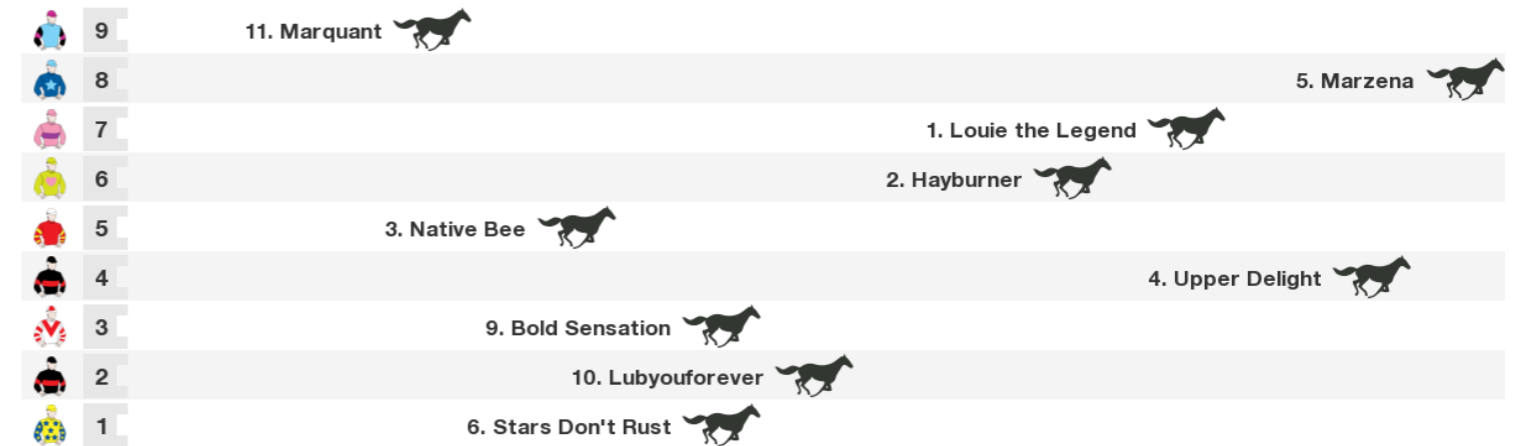 9 11. Marquant
8 5. Marzena
7 1. Louie the Legend
6 2. Hayburner
5 3. Native Bee
4 4. Upper Delight
3 9. Bold Sensation
2 10. Lubyouforever
1 6. Stars Don't Rust